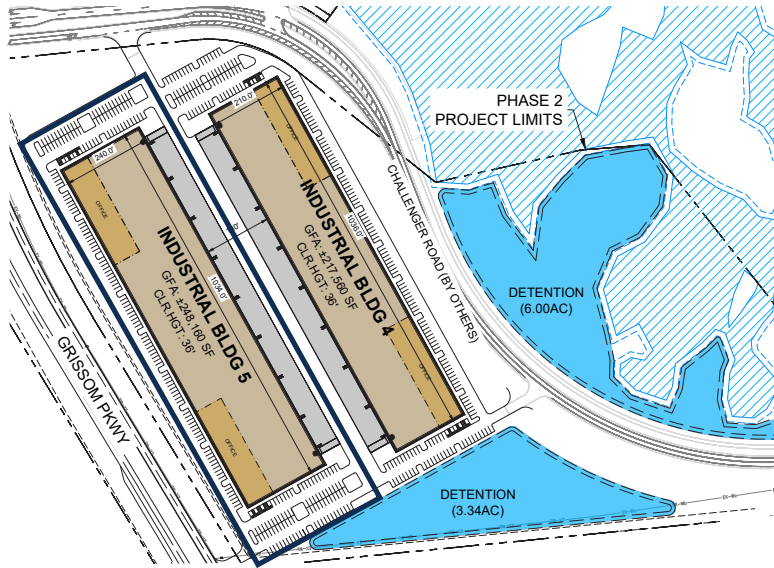 PHASE 2
PROJECT LIMITS
210.0'
OFFICE
240.0'
OFFICE
CHALLENGER ROAD (BY OTHERS)
1036.0'
INDUSTRIAL BLDG 4
GFA: ±217,560 SF
CLR.HGT: 36'
INDUSTRIAL BLDG 5
GFA: ±248,160 SF
CLR.HGT: 36'
1034.0'
DETENTION
(6.00AC)
GRISSOM PKWY
OFFICE
OFFICE
DETENTION
(3.34AC)